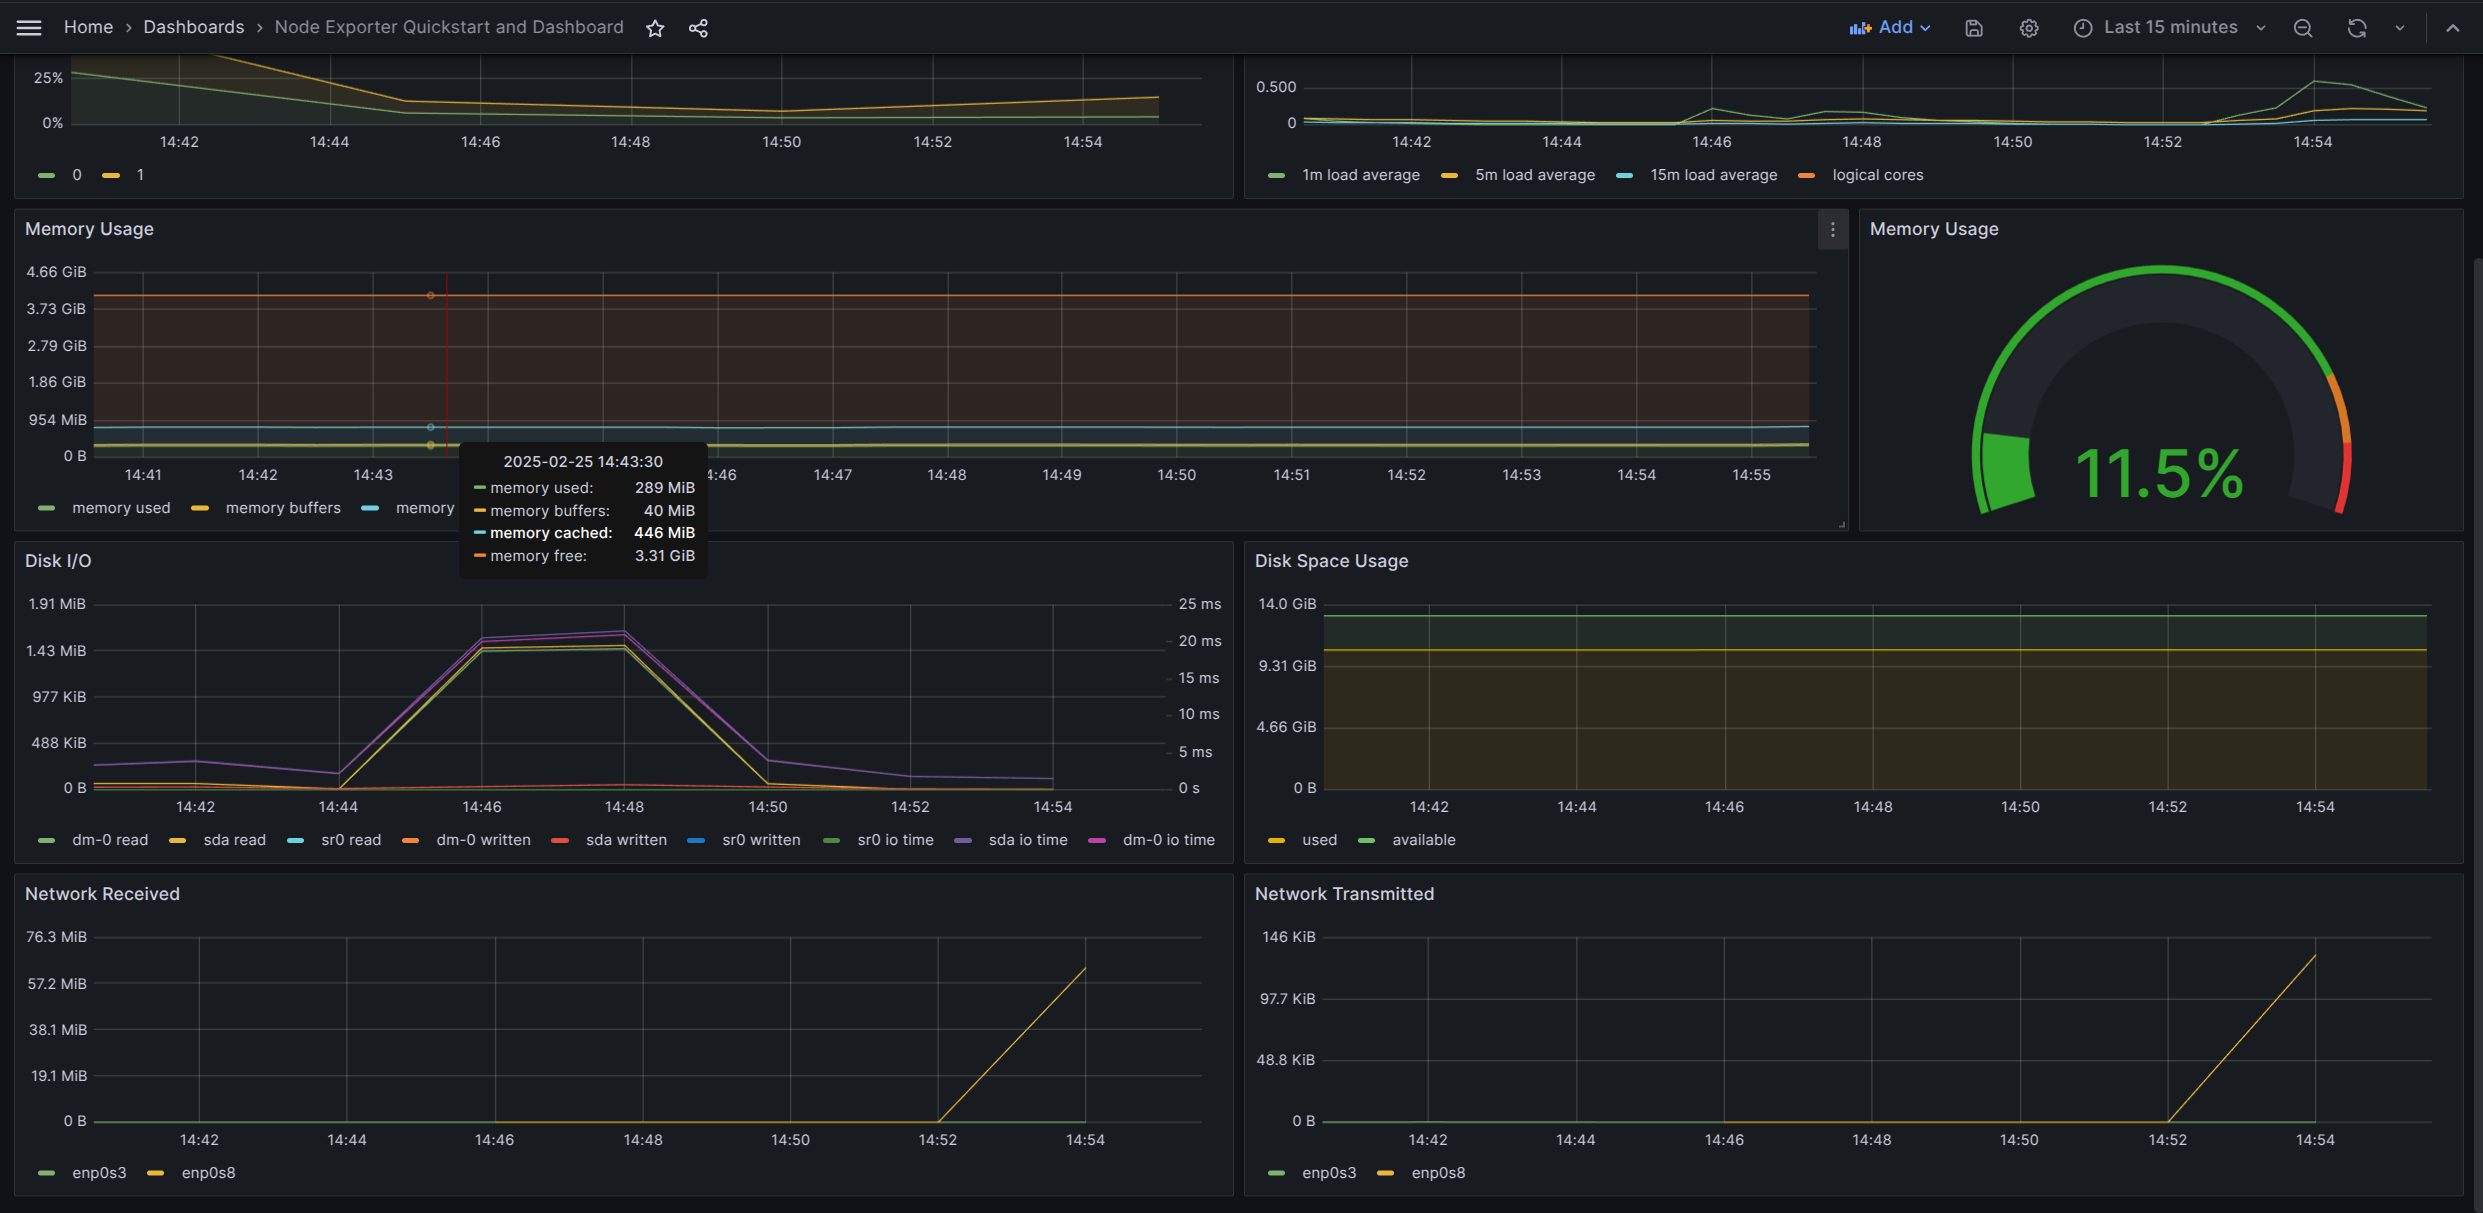 Home › Dashboards › Node Exporter Quickstart and Dashboard
Add
Last 15 minutes
25%
0%
14:42 14:44 14:46 14:48 14:50 14:52 14:54
0 1
0.500
0
14:42 14:44 14:46 14:48 14:50 14:52 14:54
1m load average 5m load average 15m load average logical cores
Memory Usage
4.66 GiB
3.73 GiB
2.79 GiB
1.86 GiB
954 MiB
0 B
14:41 14:42 14:43 :46 14:47 14:48 14:49 14:50 14:51 14:52 14:53 14:54 14:55
memory used memory buffers memory
2025-02-25 14:43:30
memory used: 289 MiB
memory buffers: 40 MiB
memory cached: 446 MiB
memory free: 3.31 GiB
Memory Usage
11.5%
Disk I/O
1.91 MiB
1.43 MiB
977 KiB
488 KiB
0 B
25 ms
20 ms
15 ms
10 ms
5 ms
0 s
14:42 14:44 14:46 14:48 14:50 14:52 14:54
dm-0 read sda read sr0 read dm-0 written sda written sr0 written sr0 io time sda io time dm-0 io time
Disk Space Usage
14.0 GiB
9.31 GiB
4.66 GiB
0 B
14:42 14:44 14:46 14:48 14:50 14:52 14:54
used available
Network Received
76.3 MiB
57.2 MiB
38.1 MiB
19.1 MiB
0 B
14:42 14:44 14:46 14:48 14:50 14:52 14:54
enp0s3 enp0s8
Network Transmitted
146 KiB
97.7 KiB
48.8 KiB
0 B
14:42 14:44 14:46 14:48 14:50 14:52 14:54
enp0s3 enp0s8